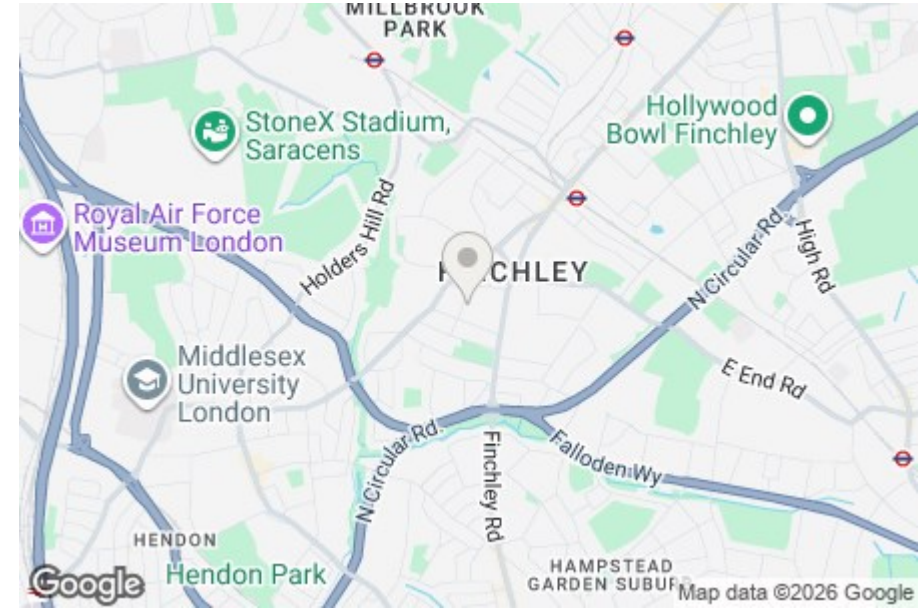 MILLBROOK
PARK
StoneX Stadium,
Saracens
Hollywood
Bowl Finchley
Royal Air Force
Museum London
Holders Hill Rd
High Rd
N Circular Rd
Middlesex
University
London
E End Rd
N Circular Rd
Finchley Rd
Falloden Wy
HENDON
Hendon Park
HAMPSTEAD
GARDEN
Google
Map data ©2026 Google